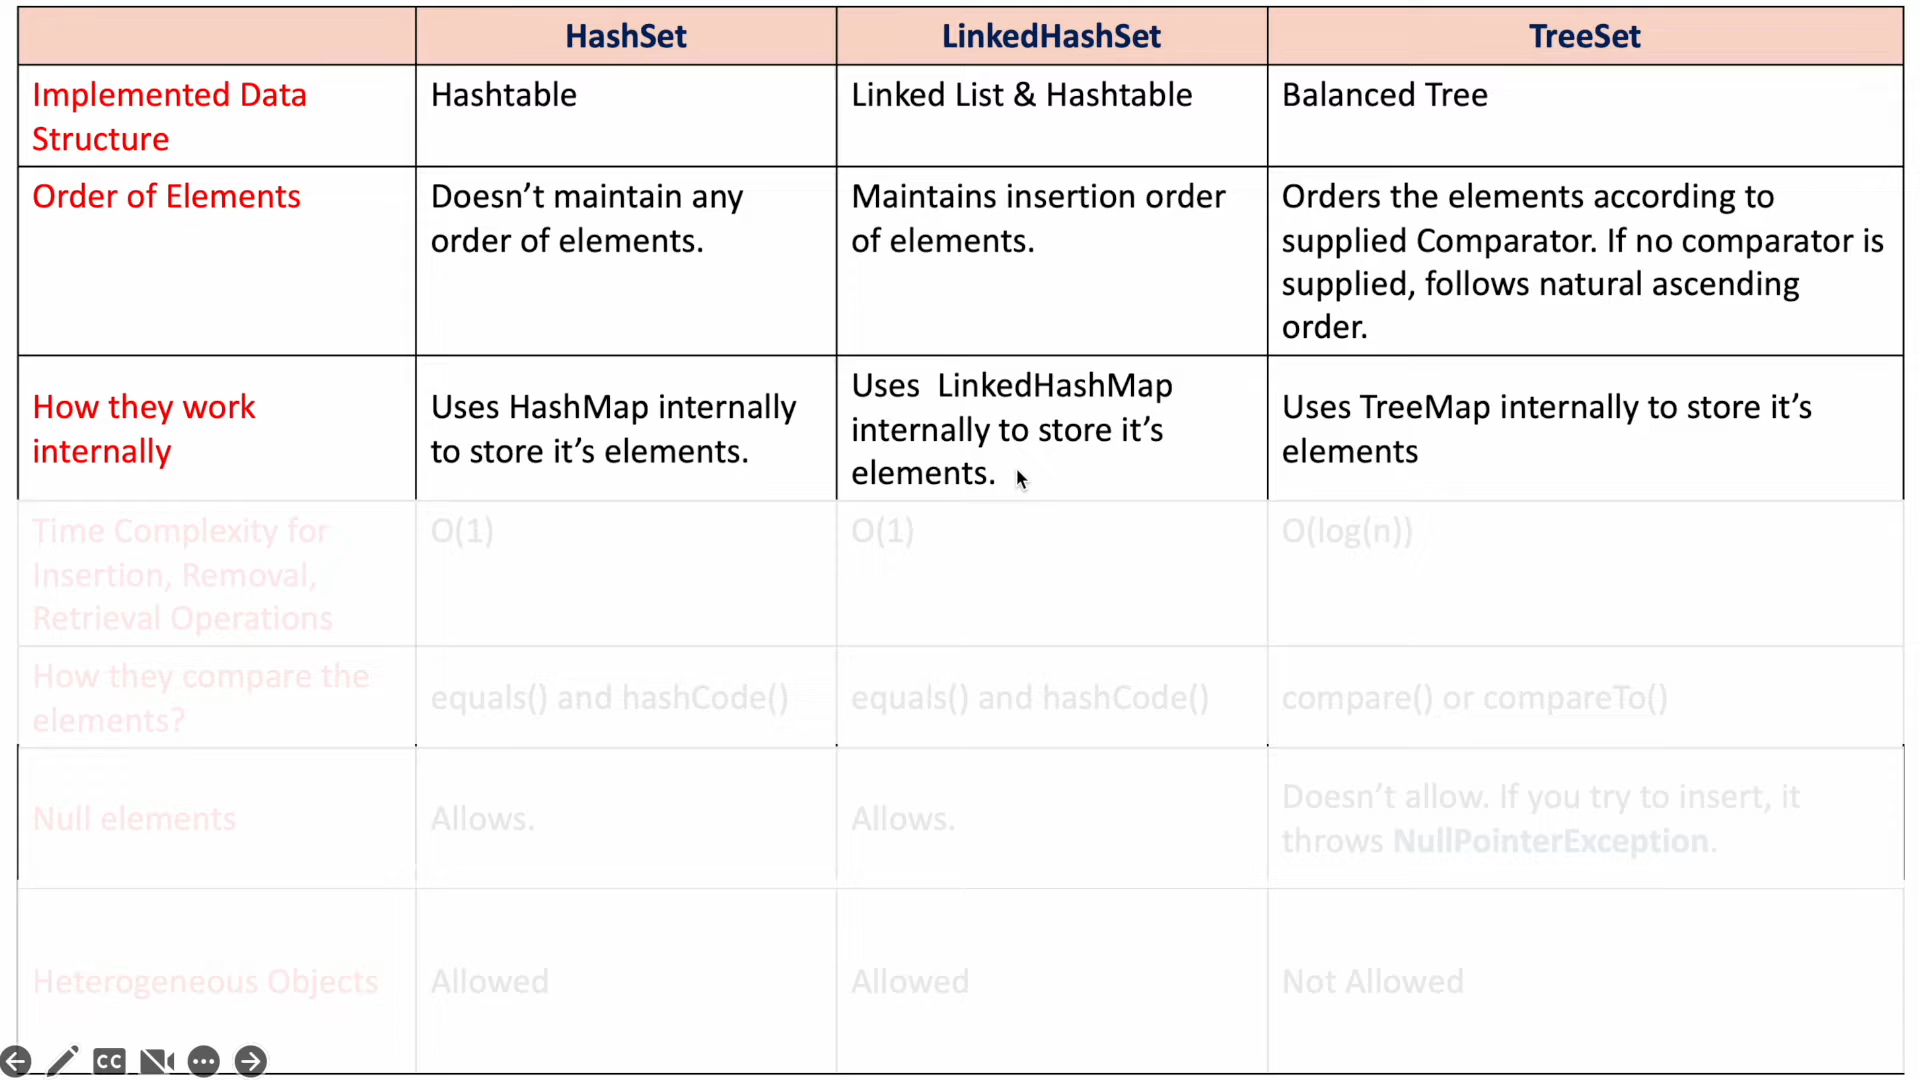 HashSet
LinkedHashSet
TreeSet
Implemented Data
Structure
Hashtable
Linked List & Hashtable
Balanced Tree
Order of Elements
Doesn’t maintain any
order of elements.
Maintains insertion order
of elements.
Orders the elements according to
supplied Comparator. If no comparator is
supplied, follows natural ascending
order.
How they work
internally
Uses HashMap internally
to store it’s elements.
Uses  LinkedHashMap
internally to store it’s
elements.
Uses TreeMap internally to store it’s
elements
Time Complexity for
Insertion, Removal,
Retrieval Operations
O(1)
O(1)
O(log(n))
How they compare the
elements?
equals() and hashCode()
equals() and hashCode()
compare() or compareTo()
Null elements
Allows.
Allows.
Doesn’t allow. If you try to insert, it
throws NullPointerException.
Heterogeneous Objects
Allowed
Allowed
Not Allowed
CC